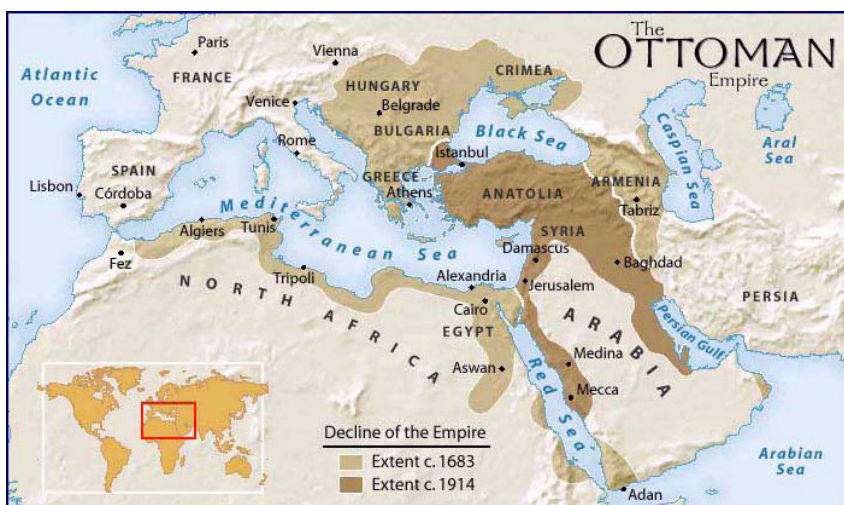 The
OTTOMAN
Empire
Atlantic
Ocean
Paris
FRANCE
Vienna
HUNGARY
Belgrade
CRIMEA
Venice
BULGARIA
Black Sea
Caspian Sea
Aral
Sea
Rome
Istanbul
SPAIN
Lisbon
Córdoba
GREECE
Athens
ANATOLIA
ARMENIA
Tabriz
Mediterranean Sea
Algiers
Tunis
SYRIA
Damascus
Baghdad
Fez
Tripoli
Alexandria
Jerusalem
PERSIA
NORTH AFRICA
Cairo
EGYPT
ARABIA
Persian Gulf
Aswan
Red Sea
Medina
Mecca
Decline of the Empire
Extent c. 1683
Extent c. 1914
Adan
Arabian
Sea